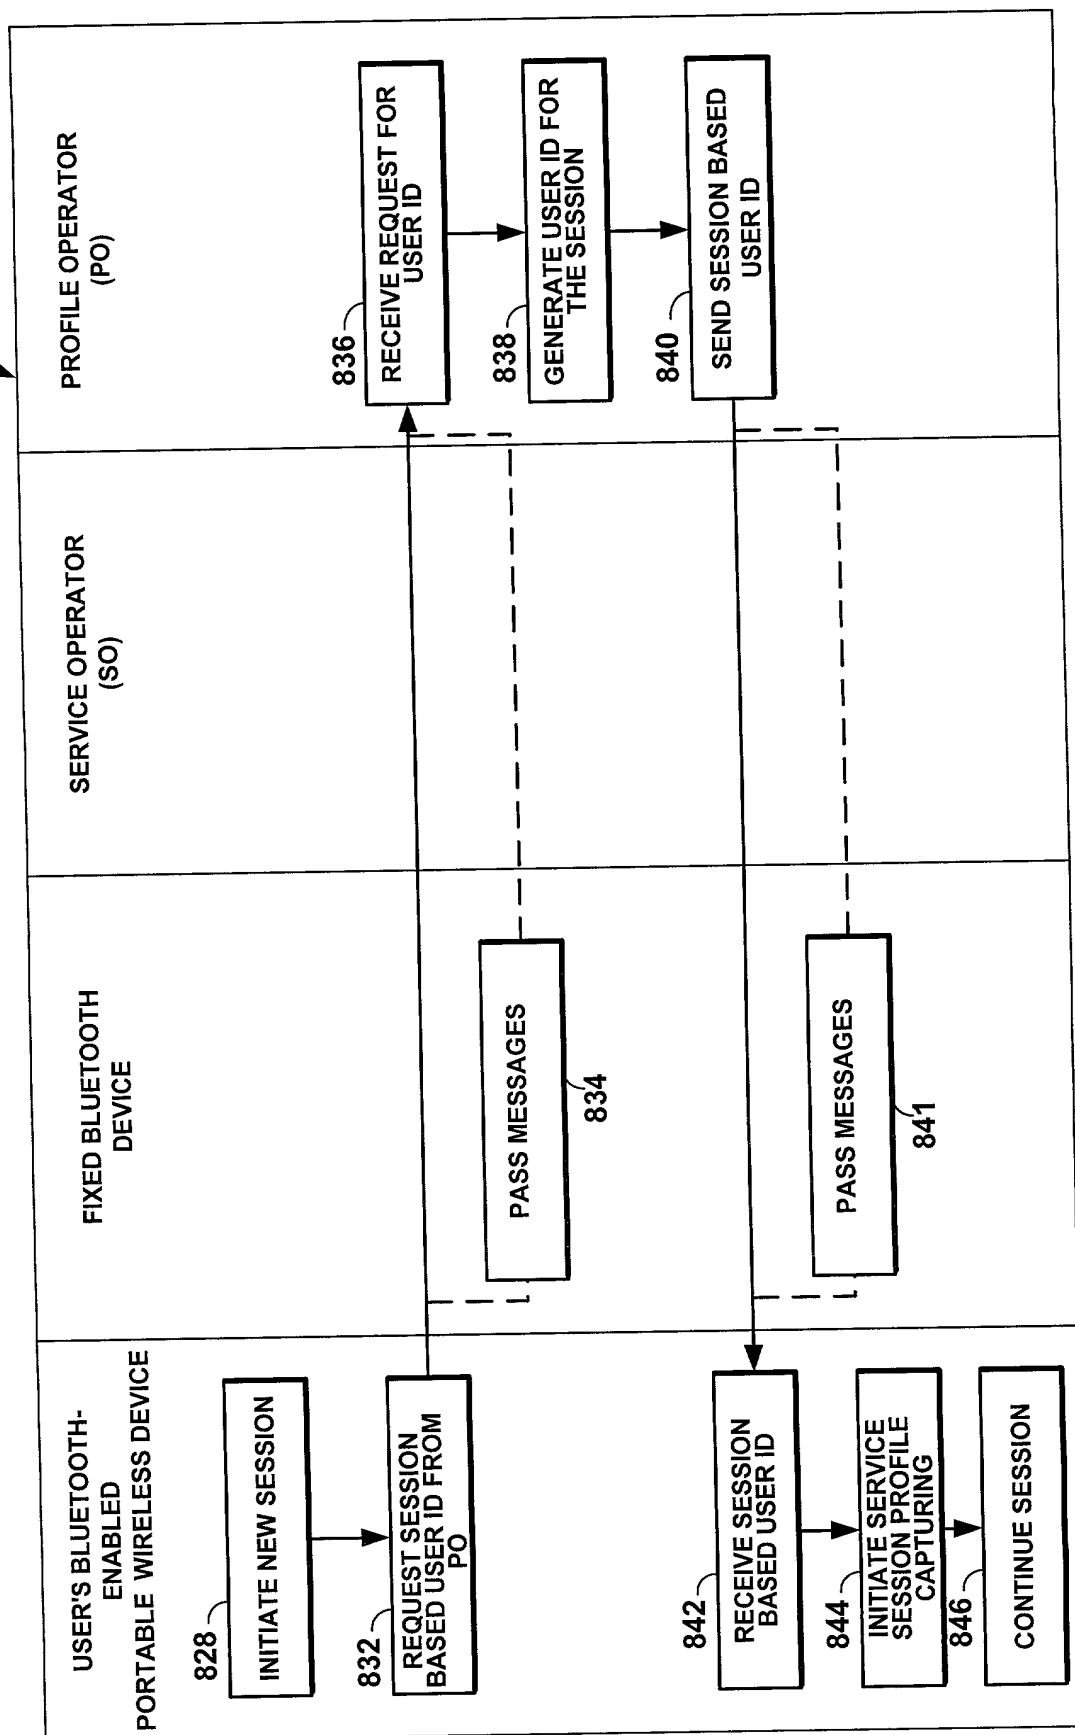 USER'S BLUETOOTH-
ENABLED
PORTABLE WIRELESS DEVICE
FIXED BLUETOOTH
DEVICE
SERVICE OPERATOR
(SO)
PROFILE OPERATOR
(PO)
828
INITIATE NEW SESSION
832
REQUEST SESSION
BASED USER ID FROM
PO
PASS MESSAGES
834
836
RECEIVE REQUEST FOR
USER ID
838
GENERATE USER ID FOR
THE SESSION
840
SEND SESSION BASED
USER ID
PASS MESSAGES
841
842
RECEIVE SESSION
BASED USER ID
844
INITIATE SERVICE
SESSION PROFILE
CAPTURING
846
CONTINUE SESSION